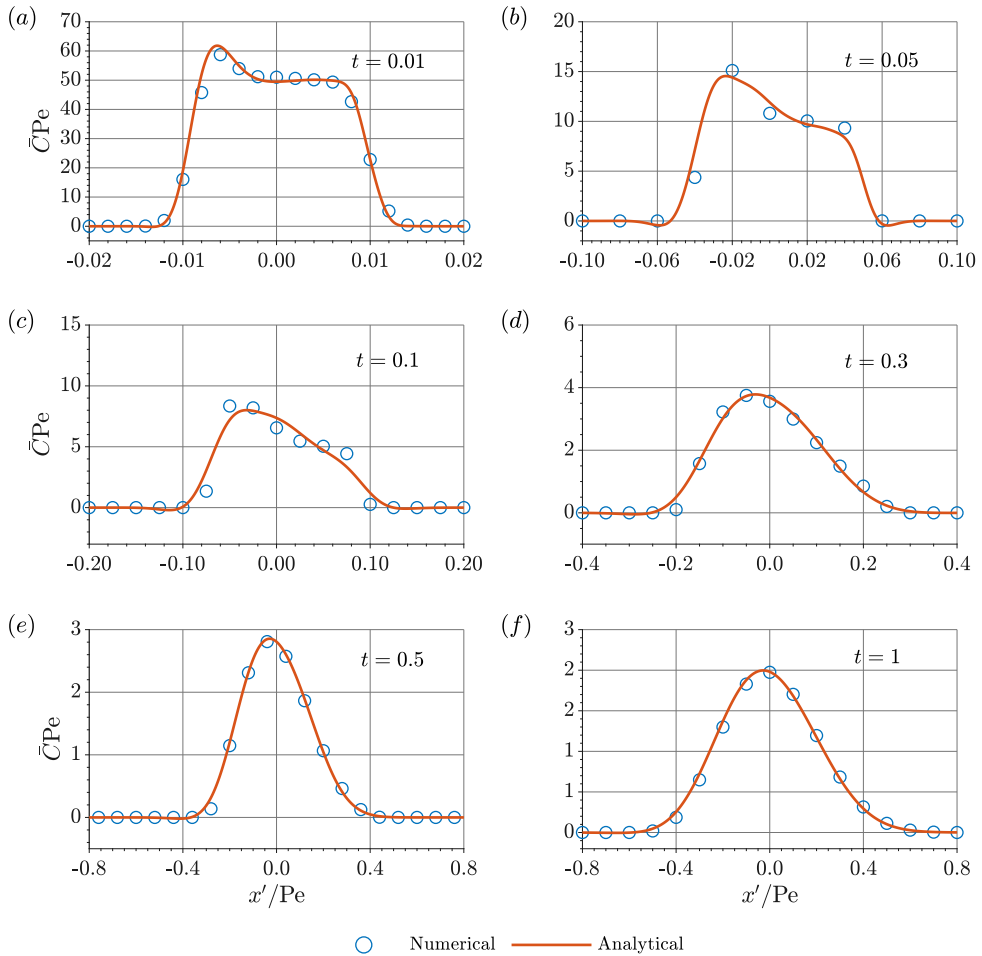 (a)
70
60
50
40
30
20
10
0
C̄Pe
t = 0.01
-0.02 -0.01 0.00 0.01 0.02
(b)
20
15
10
5
0
t = 0.05
-0.10 -0.06 -0.02 0.02 0.06 0.10
(c)
15
10
5
0
C̄Pe
t = 0.1
-0.20 -0.10 0.00 0.10 0.20
(d)
6
4
2
0
t = 0.3
-0.4 -0.2 0.0 0.2 0.4
(e)
3
2
1
0
C̄Pe
t = 0.5
-0.8 -0.4 0.0 0.4 0.8
x′/Pe
(f)
3
2
2
1
1
0
t = 1
-0.8 -0.4 0.0 0.4 0.8
x′/Pe
Numerical Analytical